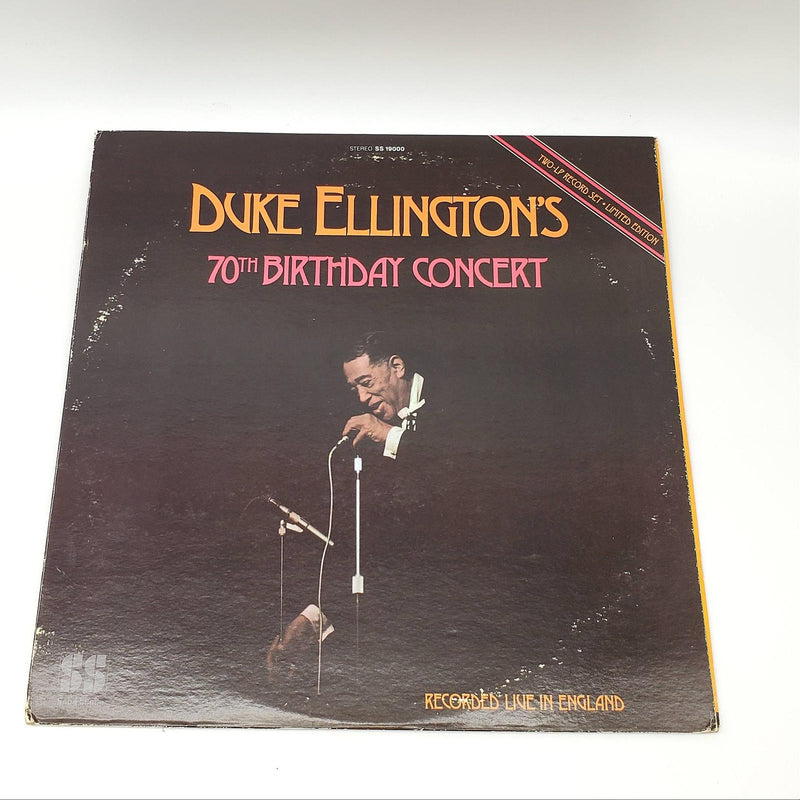 STEREO SS 19000
TWO-LP RECORD SET • LIMITED EDITION
DUKE ELLINGTON'S
70TH BIRTHDAY CONCERT
SS
RECORDED LIVE IN ENGLAND